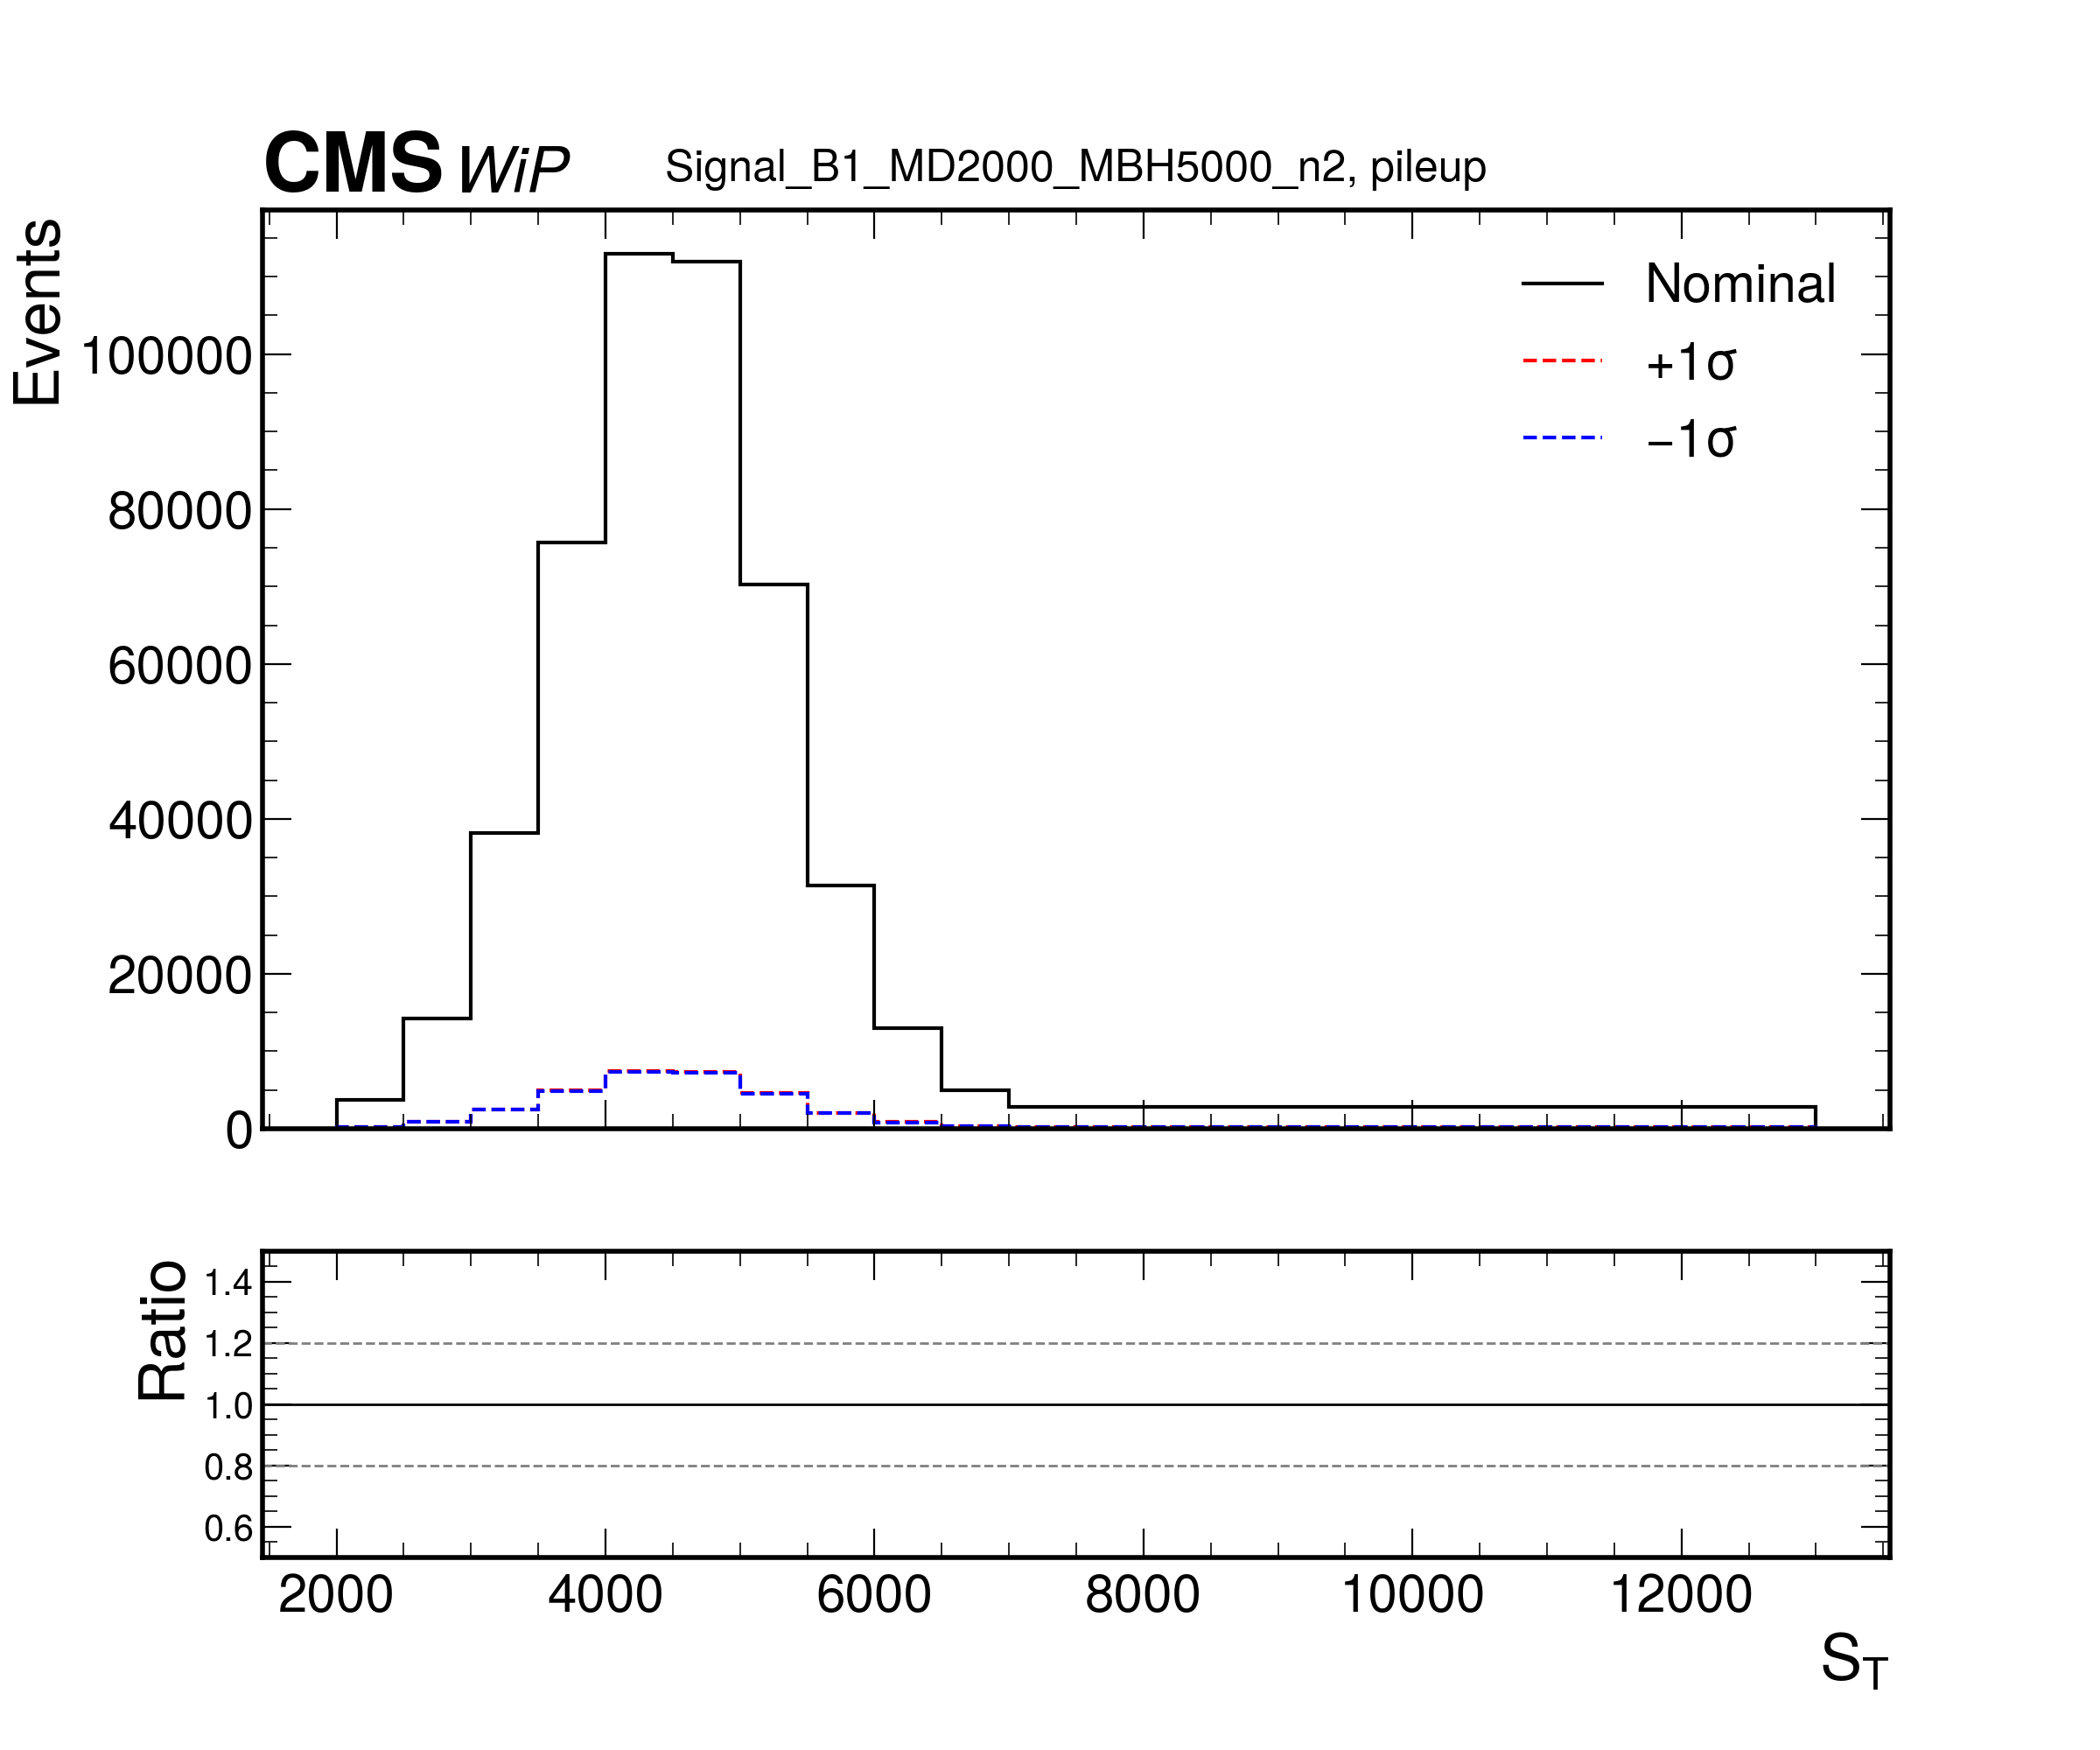 CMS WiP Signal_B1_MD2000_MBH5000_n2, pileup
Events
Nominal
+1σ
−1σ
100000
80000
60000
40000
20000
0
Ratio
1.4
1.2
1.0
0.8
0.6
2000 4000 6000 8000 10000 12000
S_T